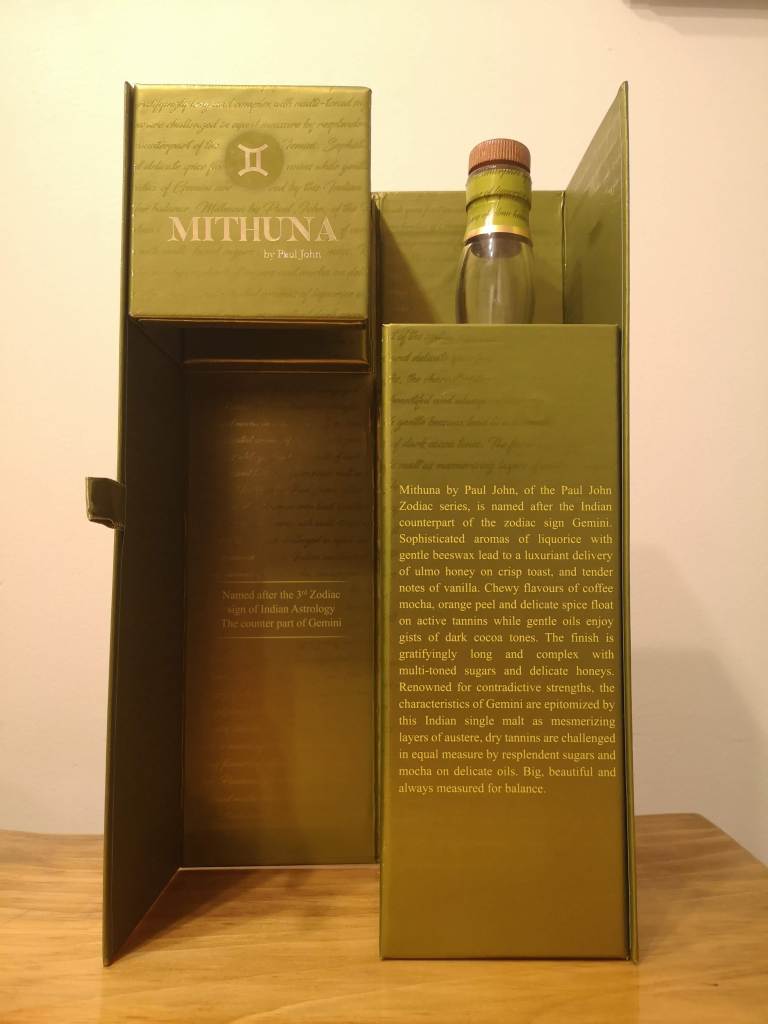 MITHUNA
by Paul John
Named after the 3rd Zodiac
sign of Indian Astrology
The counter part of Gemini
Mithuna by Paul John, of the Paul John
Zodiac series, is named after the Indian
counterpart of the zodiac sign Gemini.
Sophisticated aromas of liquorice with
gentle beeswax lead to a luxuriant delivery
of ulmo honey on crisp toast, and tender
notes of vanilla. Chewy flavours of coffee
mocha, orange peel and delicate spice float
on active tannins while gentle oils enjoy
gists of dark cocoa tones. The finish is
gratifyingly long and complex with
multi-toned sugars and delicate honeys.
Renowned for contradictive strengths, the
characteristics of Gemini are epitomized by
this Indian single malt as mesmerizing
layers of austere, dry tannins are challenged
in equal measure by resplendent sugars and
mocha on delicate oils. Big, beautiful and
always measured for balance.